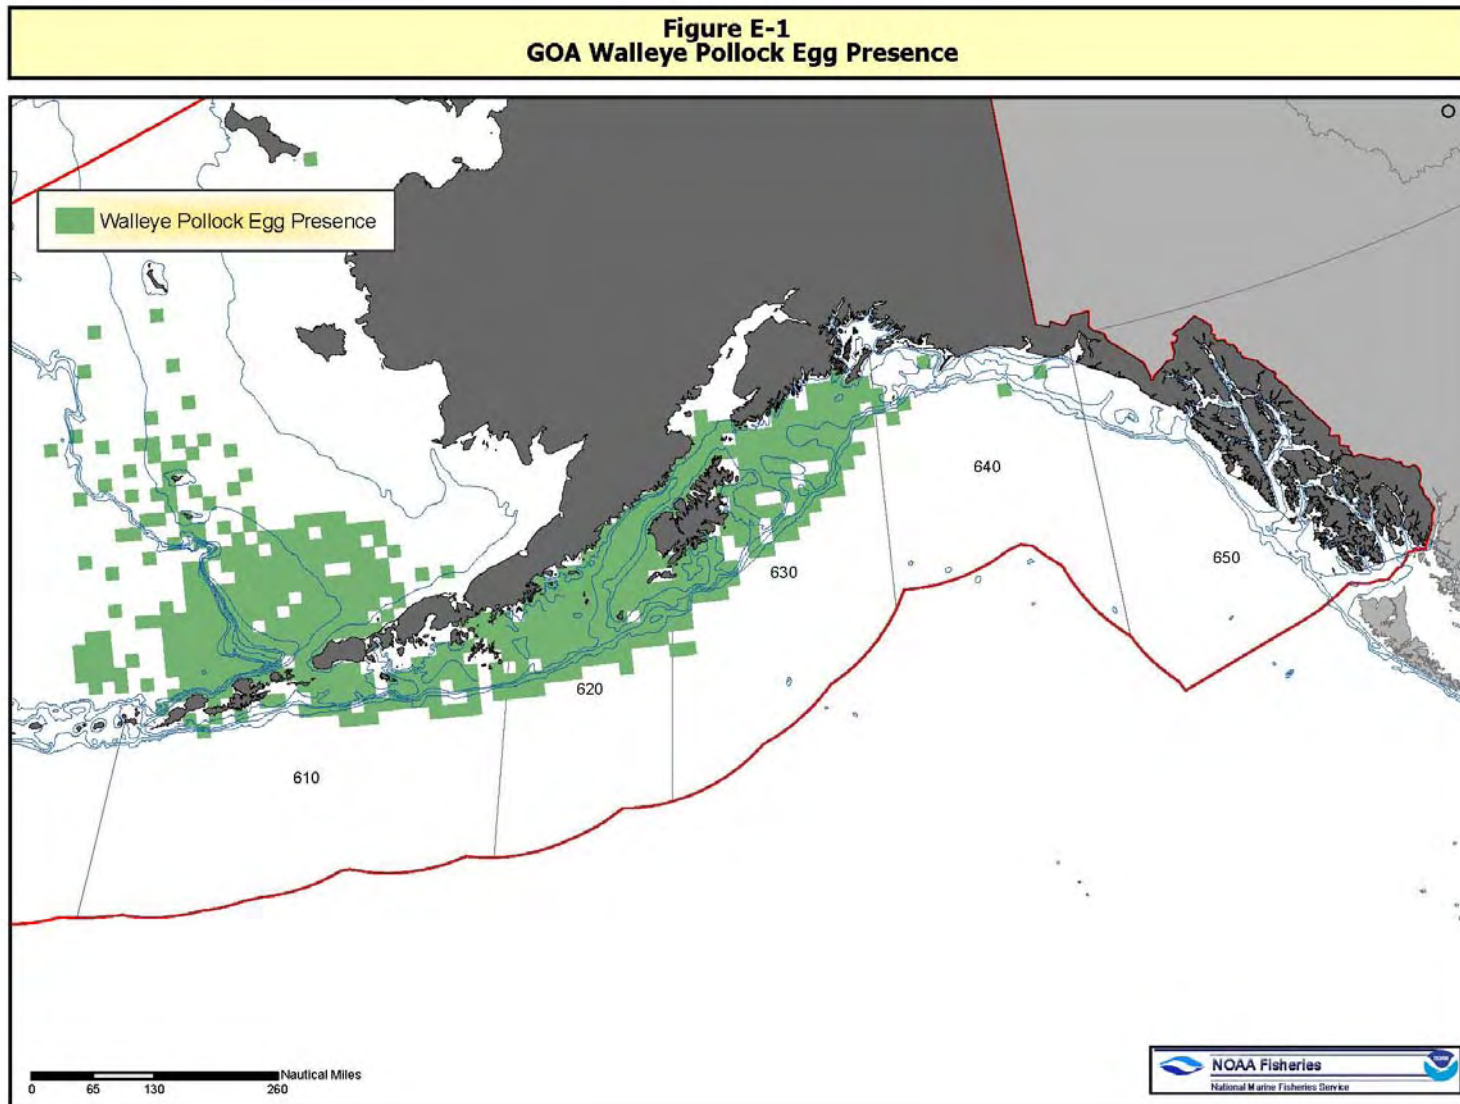 Figure E-1
GOA Walleye Pollock Egg Presence
Walleye Pollock Egg Presence
640
650
630
620
610
Nautical Miles
0 65 130 260
NOAA Fisheries
National Marine Fisheries Service